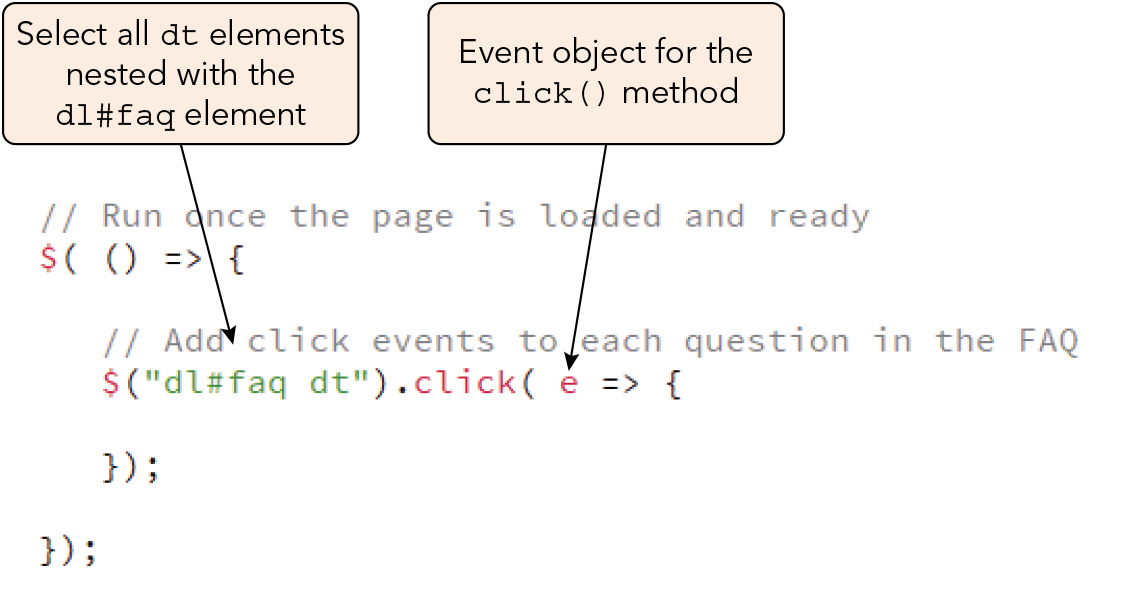 Select all dt elements
nested with the
dl#faq element
Event object for the
click() method
// Run once the page is loaded and ready
$( () => {
// Add click events to each question in the FAQ
$("dl#faq dt").click( e => {
});
});